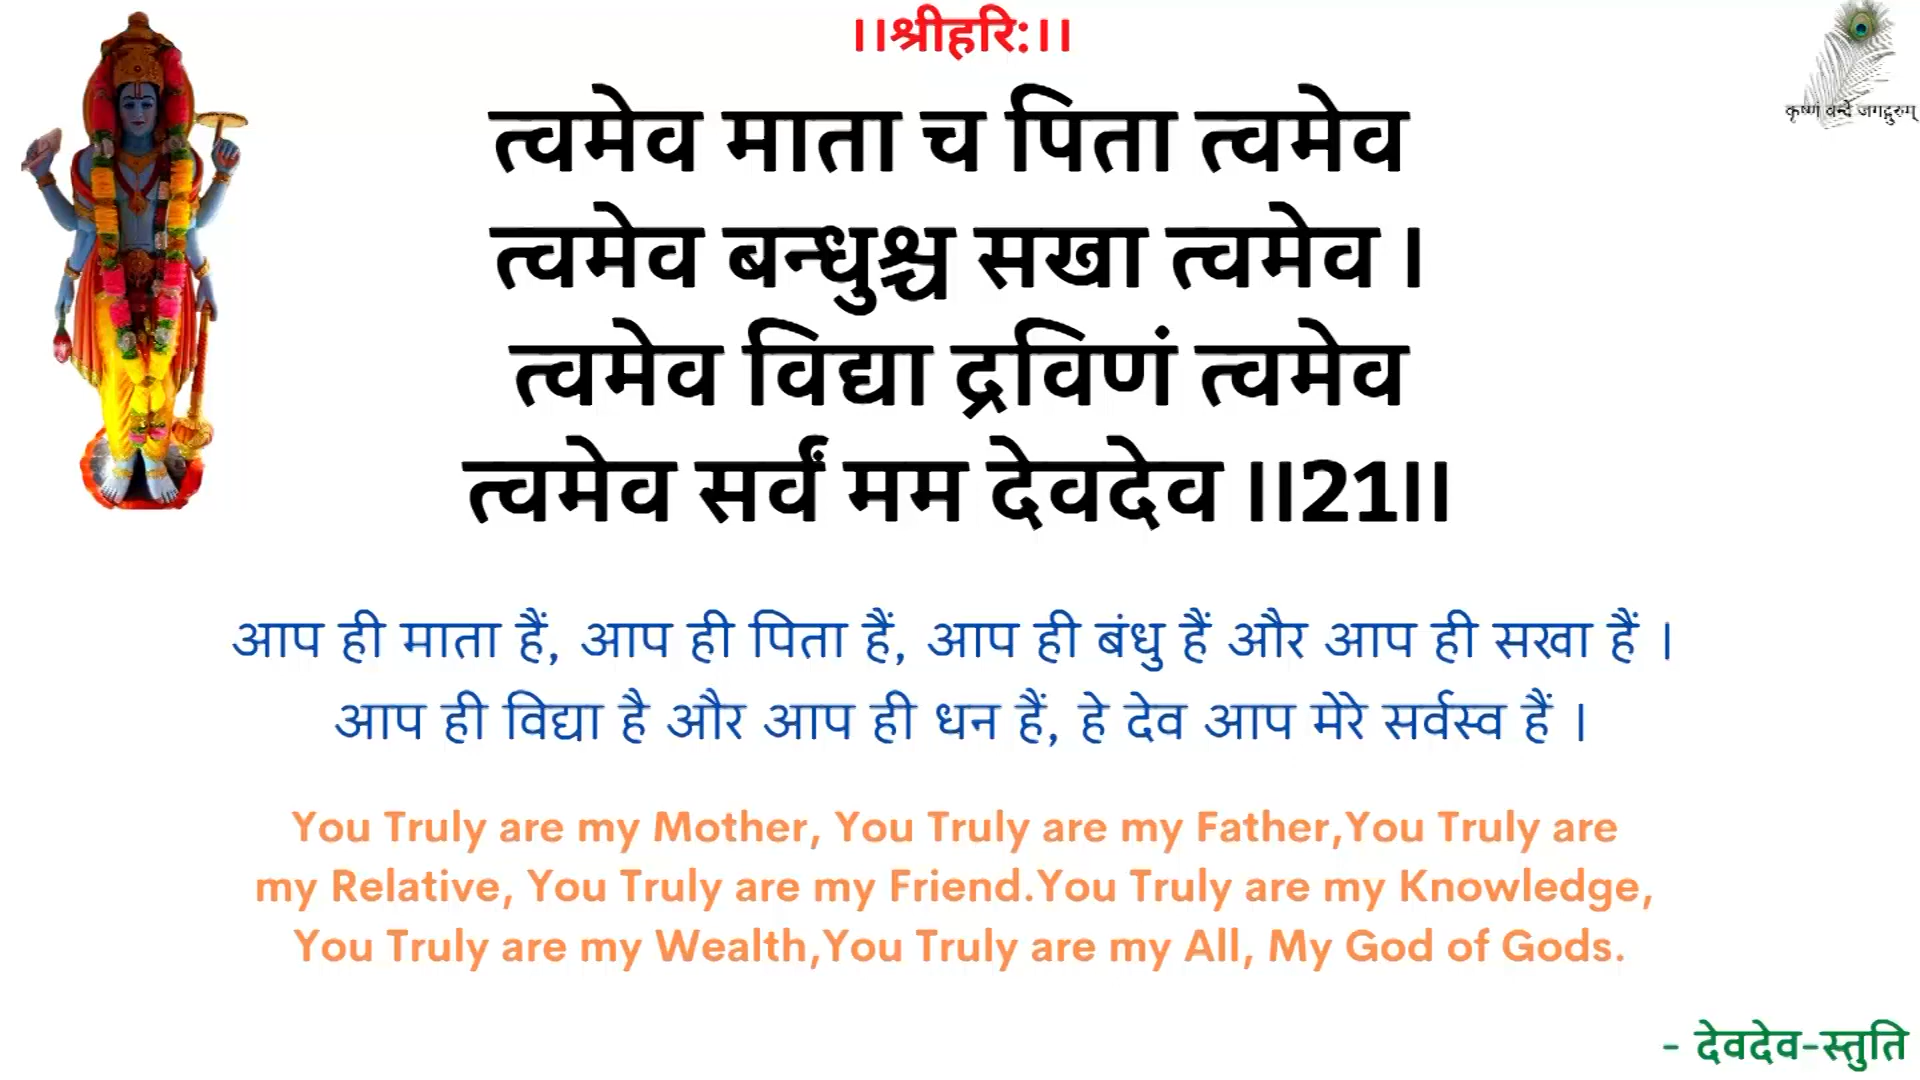 ।।श्रीहरि:।।
कृष्णं वन्दे जगद्गुरुम्
त्वमेव माता च पिता त्वमेव
त्वमेव बन्धुश्च सखा त्वमेव ।
त्वमेव विद्या द्रविणं त्वमेव
त्वमेव सर्वं मम देवदेव ।।21।।
आप ही माता हैं, आप ही पिता हैं, आप ही बंधु हैं और आप ही सखा हैं ।
आप ही विद्या है और आप ही धन हैं, हे देव आप मेरे सर्वस्व हैं ।
You Truly are my Mother, You Truly are my Father,You Truly are
my Relative, You Truly are my Friend.You Truly are my Knowledge,
You Truly are my Wealth,You Truly are my All, My God of Gods.
- देवदेव-स्तुति